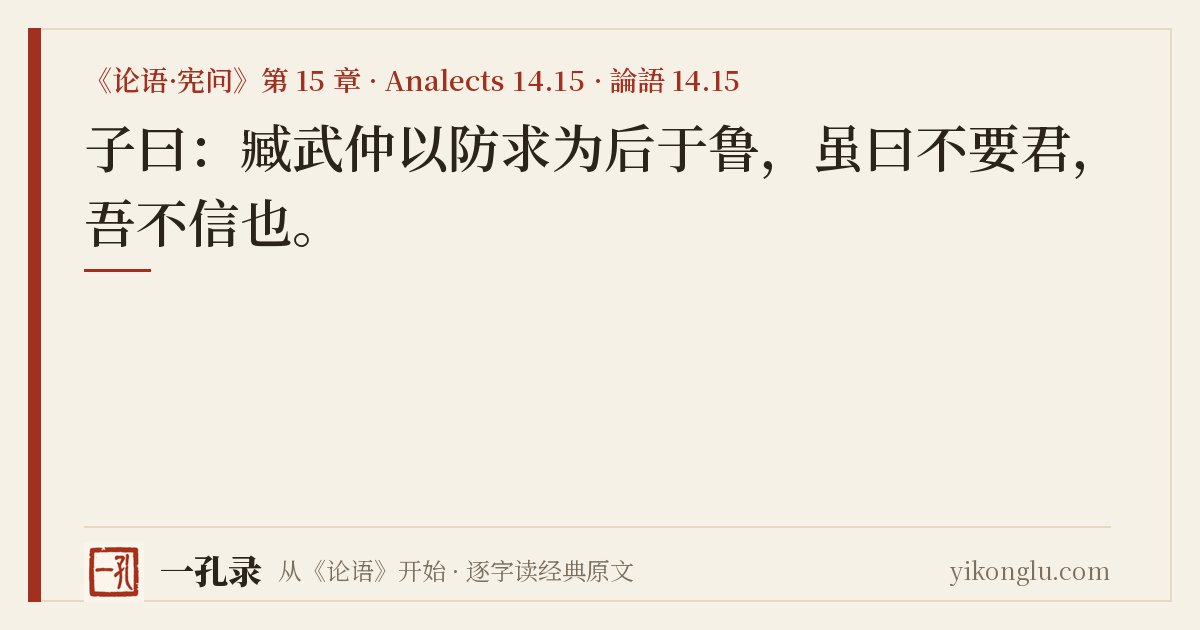 《论语·宪问》第 15 章 · Analects 14.15 · 論語 14.15
子曰：臧武仲以防求为后于鲁，虽曰不要君，
吾不信也。
一孔
一孔录 从《论语》开始 · 逐字读经典原文 yikonglu.com